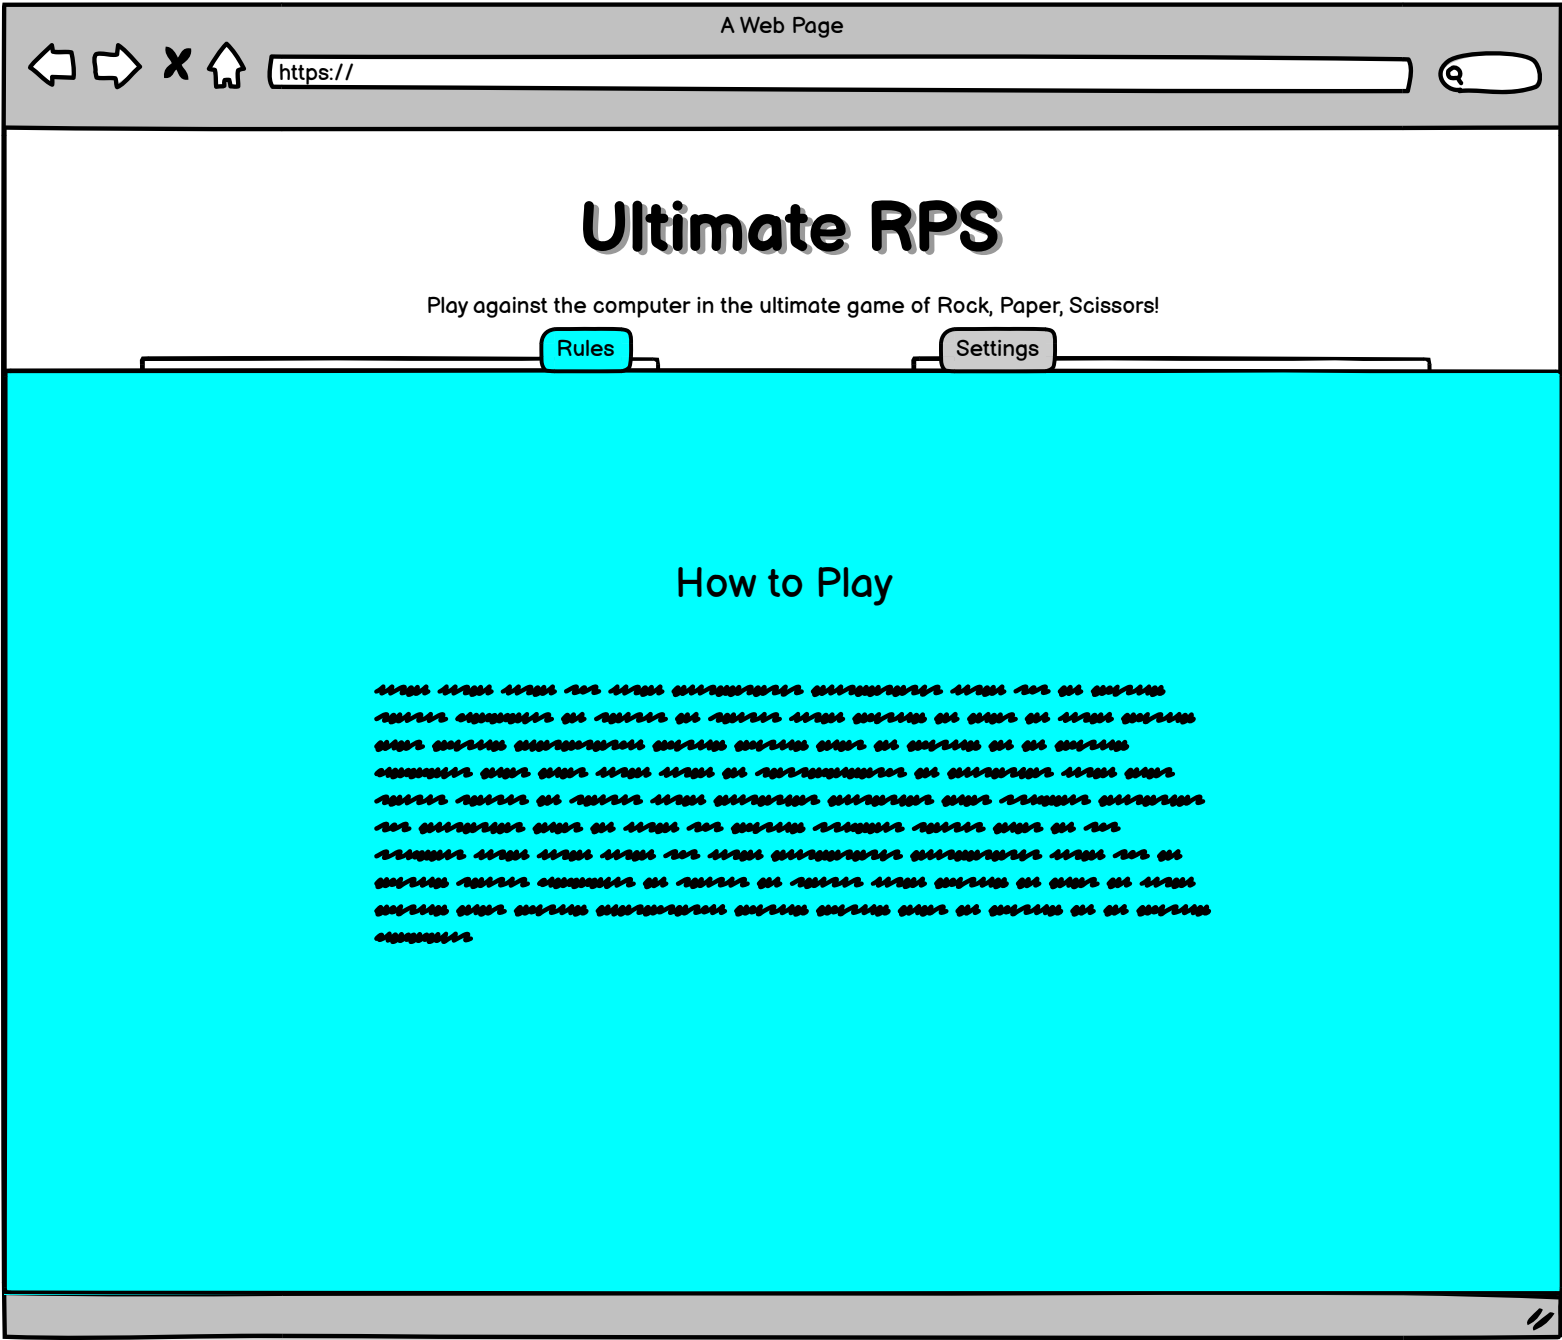 A Web Page
https://
Ultimate RPS
Play against the computer in the ultimate game of Rock, Paper, Scissors!
Rules
Settings
How to Play